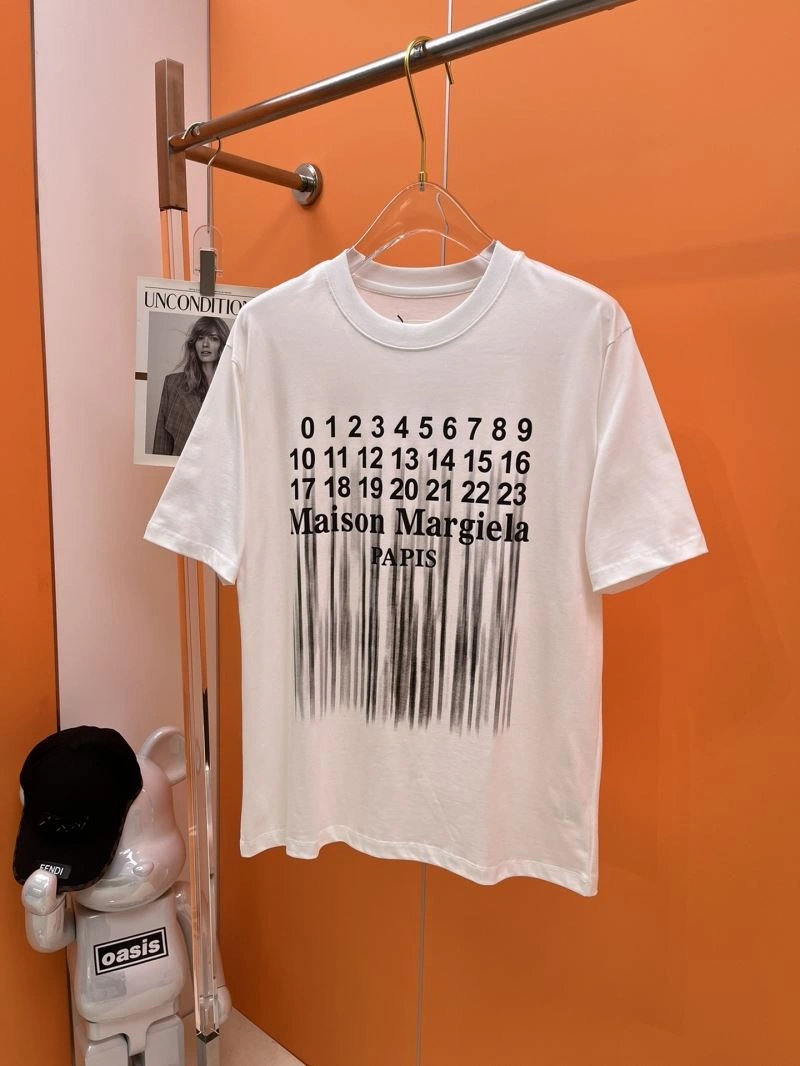 UNCONDITIO
0 1 2 3 4 5 6 7 8 9
10 11 12 13 14 15 16
17 18 19 20 21 22 23
Maison Margiela
PAPIS
FENDI
oasis